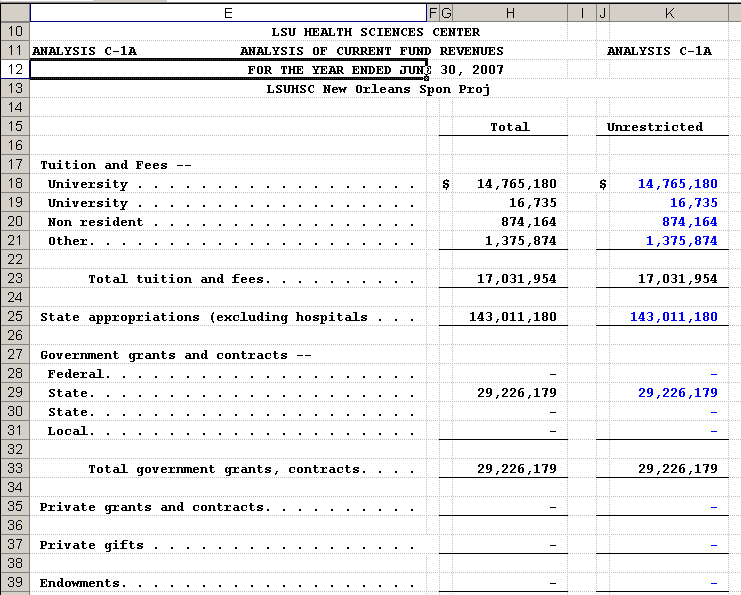 E F G H I J K
10 LSU HEALTH SCIENCES CENTER
11 ANALYSIS C-1A ANALYSIS OF CURRENT FUND REVENUES ANALYSIS C-1A
12 FOR THE YEAR ENDED JUNE 30, 2007
13 LSUHSC New Orleans Spon Proj
14
15 Total Unrestricted
16
17 Tuition and Fees --
18 University . . . . . . . . . . . . . . . . . . $ 14,765,180 $ 14,765,180
19 University . . . . . . . . . . . . . . . . . . 16,735 16,735
20 Non resident . . . . . . . . . . . . . . . . . 874,164 874,164
21 Other. . . . . . . . . . . . . . . . . . . . . 1,375,874 1,375,874
22
23 Total tuition and fees. . . . . . . . . . 17,031,954 17,031,954
24
25 State appropriations (excluding hospitals . . . 143,011,180 143,011,180
26
27 Government grants and contracts --
28 Federal. . . . . . . . . . . . . . . . . . . . – –
29 State. . . . . . . . . . . . . . . . . . . . . 29,226,179 29,226,179
30 State. . . . . . . . . . . . . . . . . . . . . – –
31 Local. . . . . . . . . . . . . . . . . . . . . – –
32
33 Total government grants, contracts. . . . 29,226,179 29,226,179
34
35 Private grants and contracts. . . . . . . . . . – –
36
37 Private gifts . . . . . . . . . . . . . . . . . – –
38
39 Endowments. . . . . . . . . . . . . . . . . . . – –